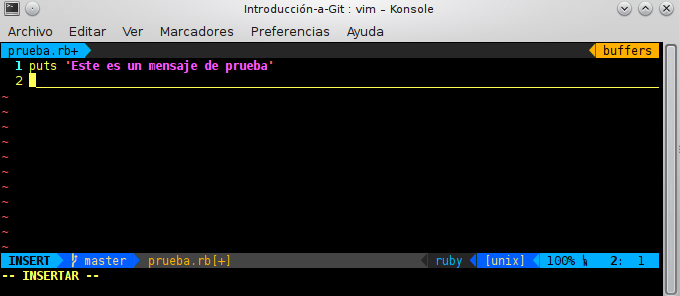 Introducción-a-Git : vim – Konsole
Archivo Editar Ver Marcadores Preferencias Ayuda
prueba.rb+ buffers
1 puts 'Este es un mensaje de prueba'
2
~
~
~
~
~
~
~
~
~
~
~
INSERT master prueba.rb[+] ruby [unix] 100% 2: 1
-- INSERTAR --